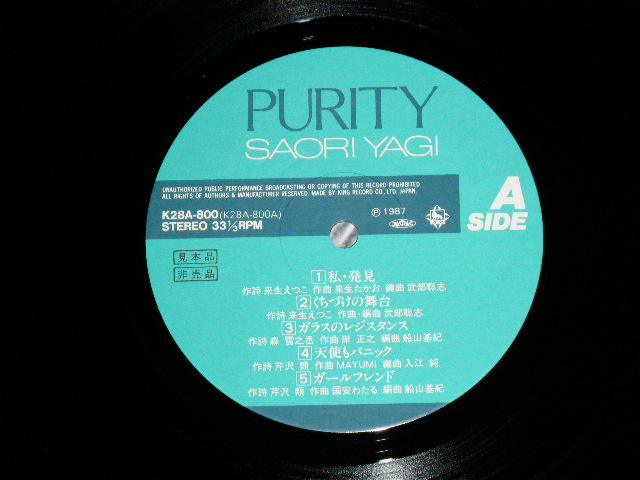 PURITY
SAORI YAGI
UNAUTHORIZED PUBLIC PERFORMANCE BROADCASTING OR COPYING OF THIS RECORD PROHIBITED.
ALL RIGHTS OF AUTHORS & MANUFACTURER RESERVED. MADE BY KING RECORD CO., LTD. JAPAN.
K28A-800(K28A-800A)
STEREO 33⅓RPM
Ⓟ1987
A
SIDE
見本品
非売品
1 私・発見
作詩 来生えつこ 作曲 来生たかお 編曲 武部聡志
2 くちづけの舞台
作詩 来生えつこ 作曲・編曲 武部聡志
3 ガラスのレジスタンス
作詩 森 雪之丞 作曲 岸 正之 編曲 船山基紀
4 天使もパニック
作詩 芹沢 類 作曲 MAYUMI 編曲 入江 純
5 ガールフレンド
作詩 芹沢 類 作曲 国安わたる 編曲 船山基紀